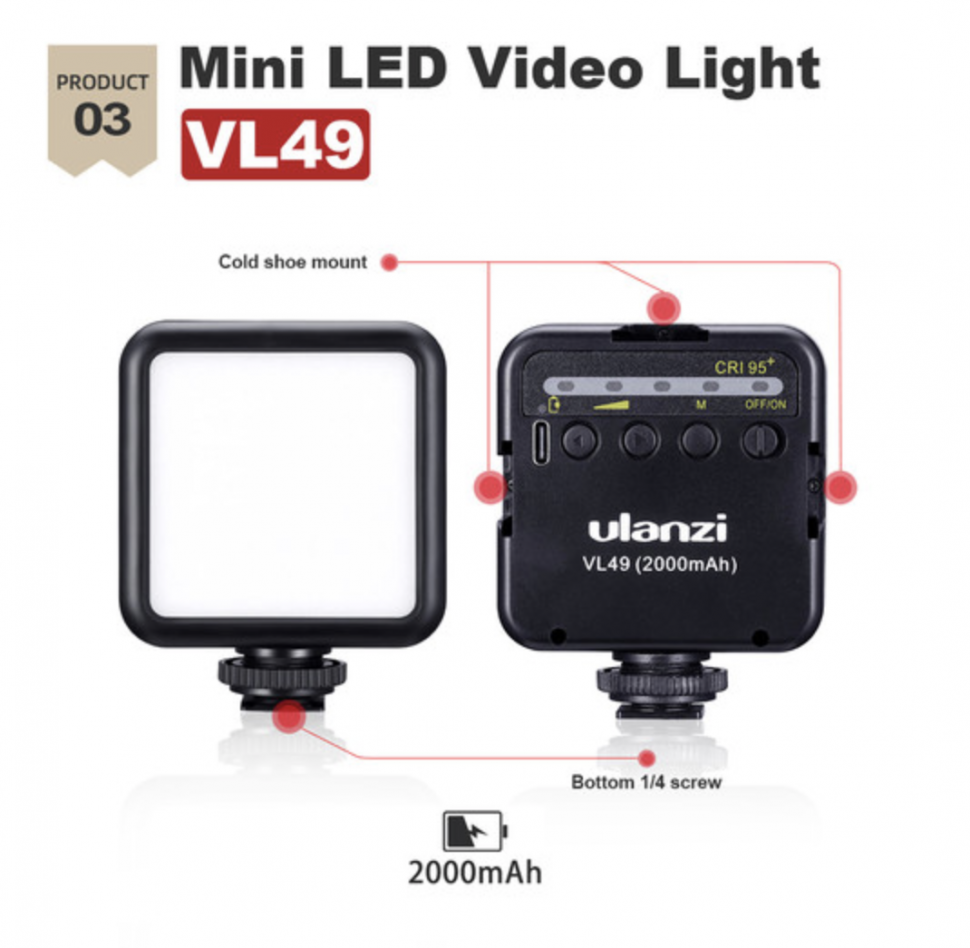 PRODUCT
03
Mini LED Video Light
VL49
Cold shoe mount
CRI 95+
M
OFF/ON
ulanzi
VL49 (2000mAh)
Bottom 1/4 screw
2000mAh